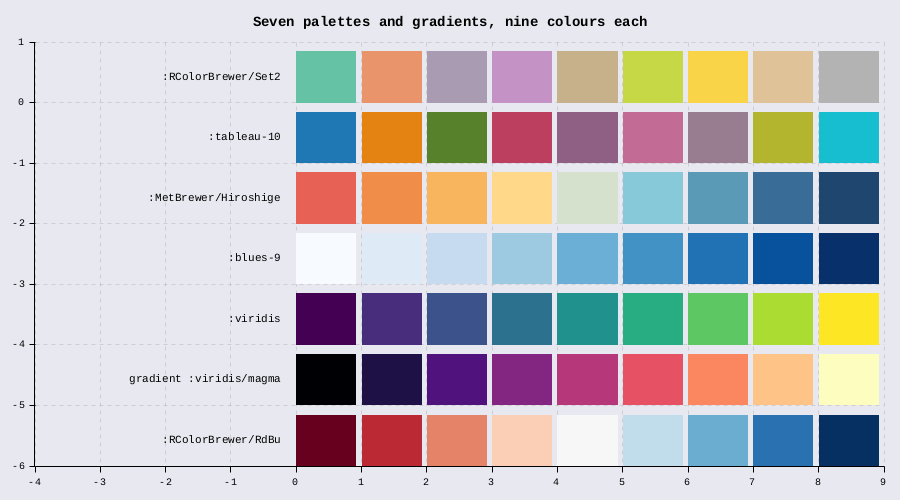 Seven palettes and gradients, nine colours each
1
:RColorBrewer/Set2
0
:tableau-10
-1
:MetBrewer/Hiroshige
-2
:blues-9
-3
:viridis
-4
gradient :viridis/magma
-5
:RColorBrewer/RdBu
-6
-4 -3 -2 -1 0 1 2 3 4 5 6 7 8 9